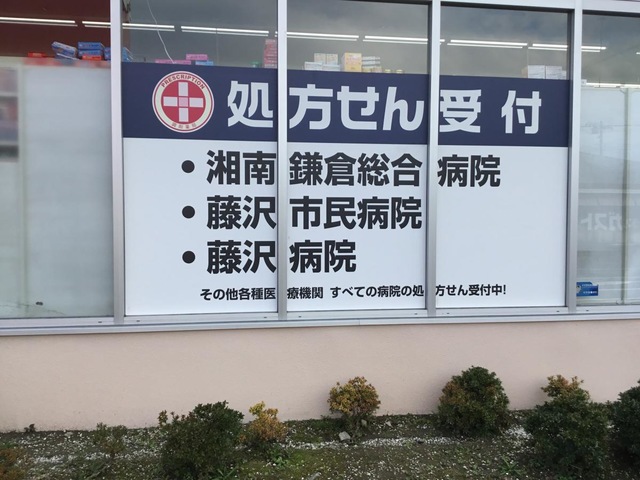 PRESCRIPTION
処方せん受付
・湘南鎌倉総合病院
・藤沢市民病院
・藤沢病院
その他各種医療機関 すべての病院の処方せん受付中!